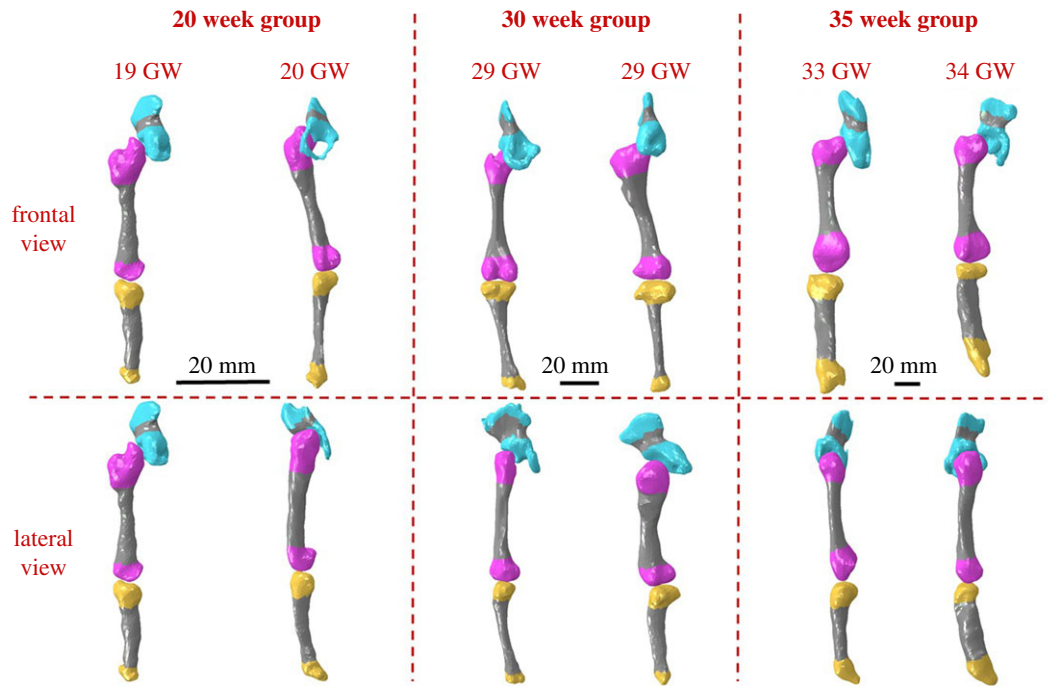 20 week group
30 week group
35 week group
19 GW
20 GW
29 GW
29 GW
33 GW
34 GW
frontal
view
20 mm
20 mm
20 mm
lateral
view